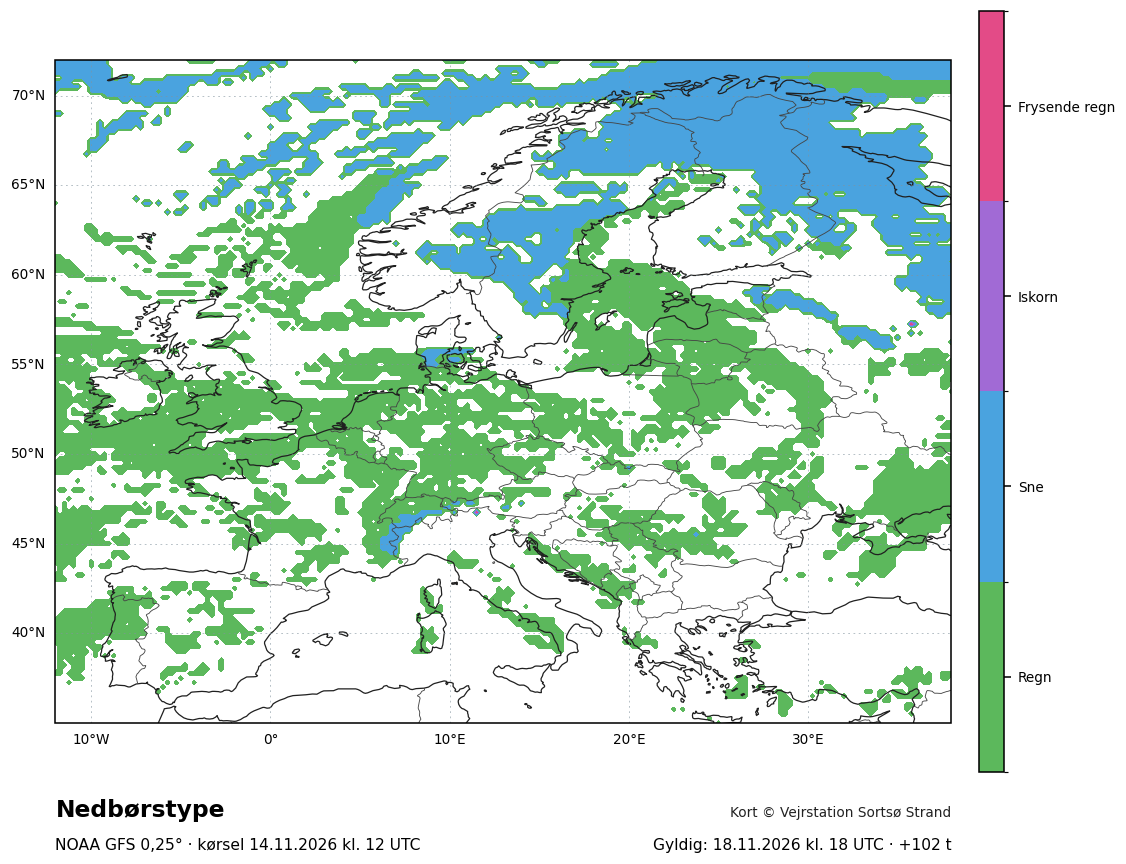 70°N
65°N
60°N
55°N
50°N
45°N
40°N
10°W 0° 10°E 20°E 30°E
Frysende regn
Iskorn
Sne
Regn
Nedbørstype
Kort © Vejrstation Sortsø Strand
NOAA GFS 0,25° · kørsel 14.11.2026 kl. 12 UTC
Gyldig: 18.11.2026 kl. 18 UTC · +102 t